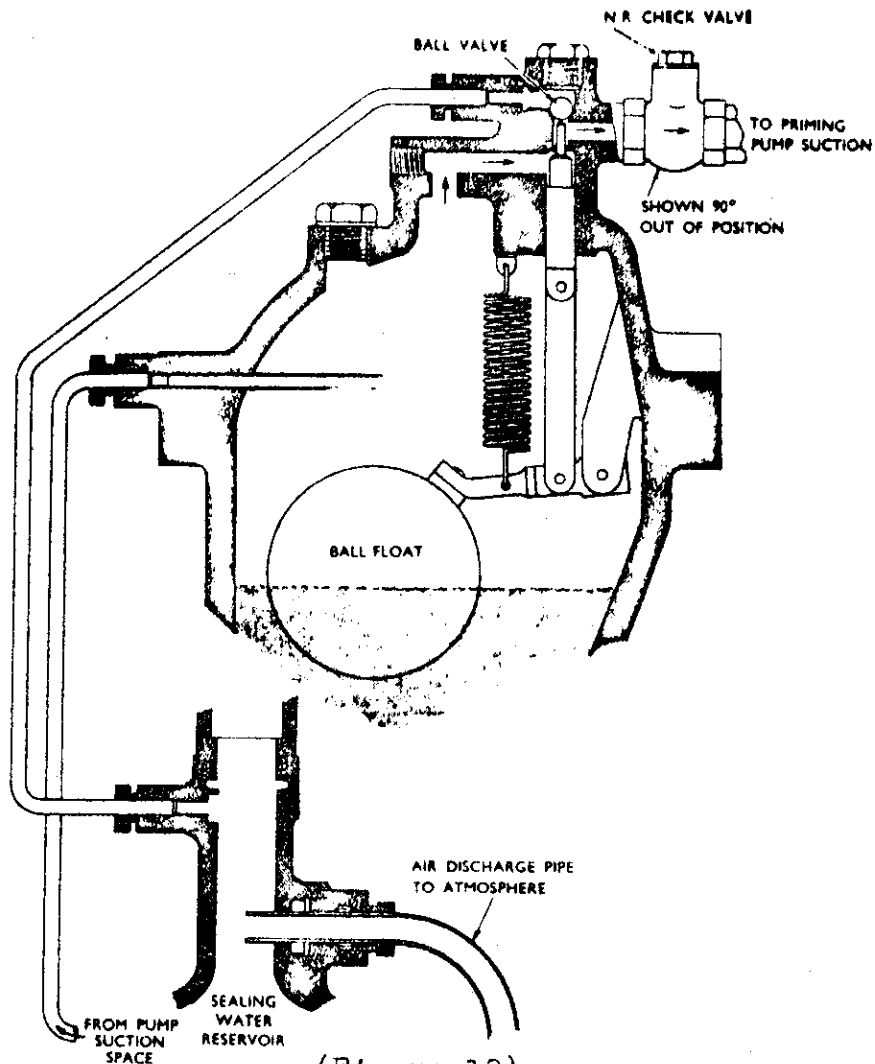 N R CHECK VALVE
BALL VALVE
TO PRIMING
PUMP SUCTION
SHOWN 90°
OUT OF POSITION
BALL FLOAT
AIR DISCHARGE PIPE
TO ATMOSPHERE
SEALING
WATER
RESERVOIR
FROM PUMP
SUCTION
SPACE